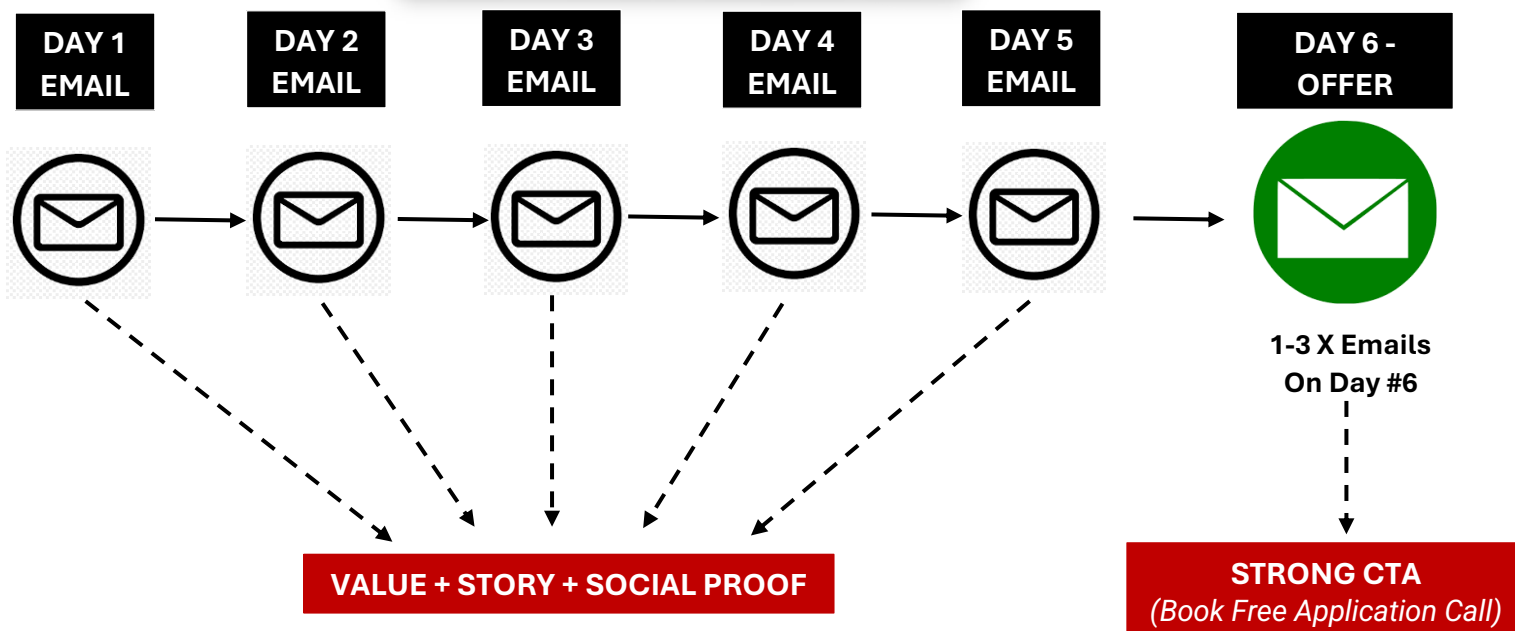 DAY 1
EMAIL
DAY 2
EMAIL
DAY 3
EMAIL
DAY 4
EMAIL
DAY 5
EMAIL
DAY 6 -
OFFER
1-3 X Emails
On Day #6
VALUE + STORY + SOCIAL PROOF
STRONG CTA
(Book Free Application Call)